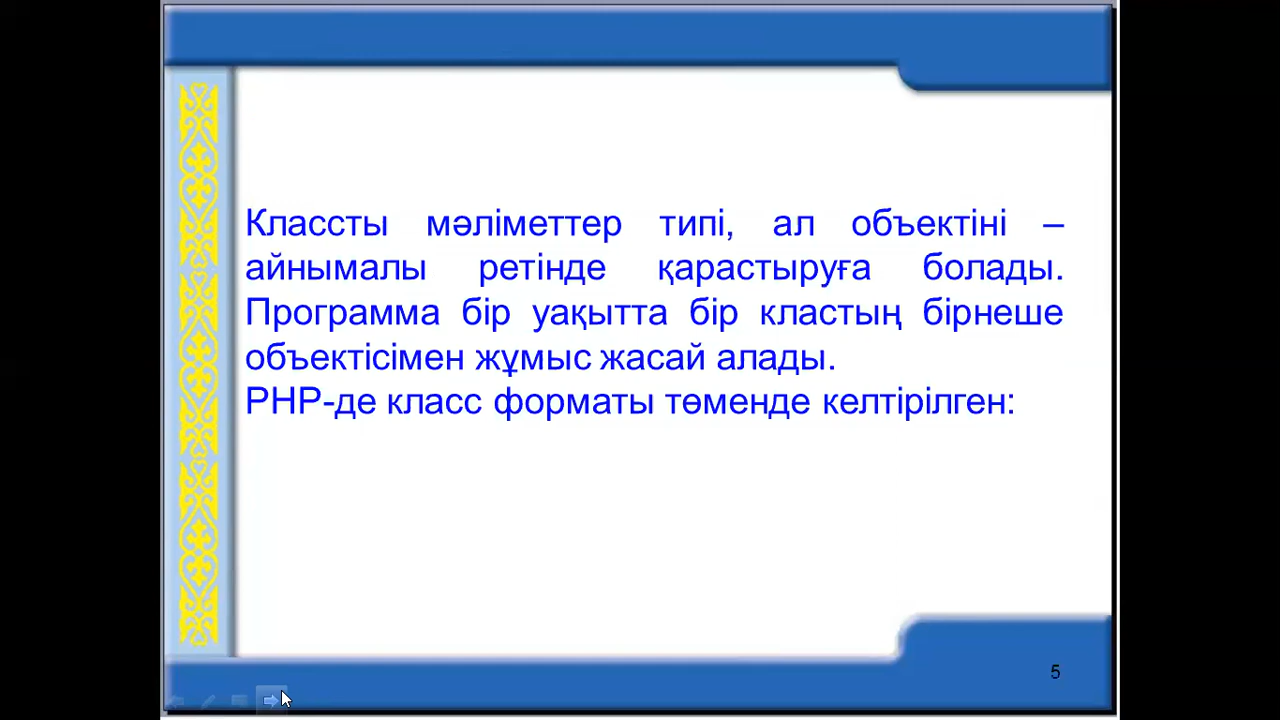 Классты мәліметтер типі, ал объектіні –
айнымалы ретінде қарастыруға болады.
Программа бір уақытта бір кластың бірнеше
объектісімен жұмыс жасай алады.
PHP-де класс форматы төменде келтірілген:
5